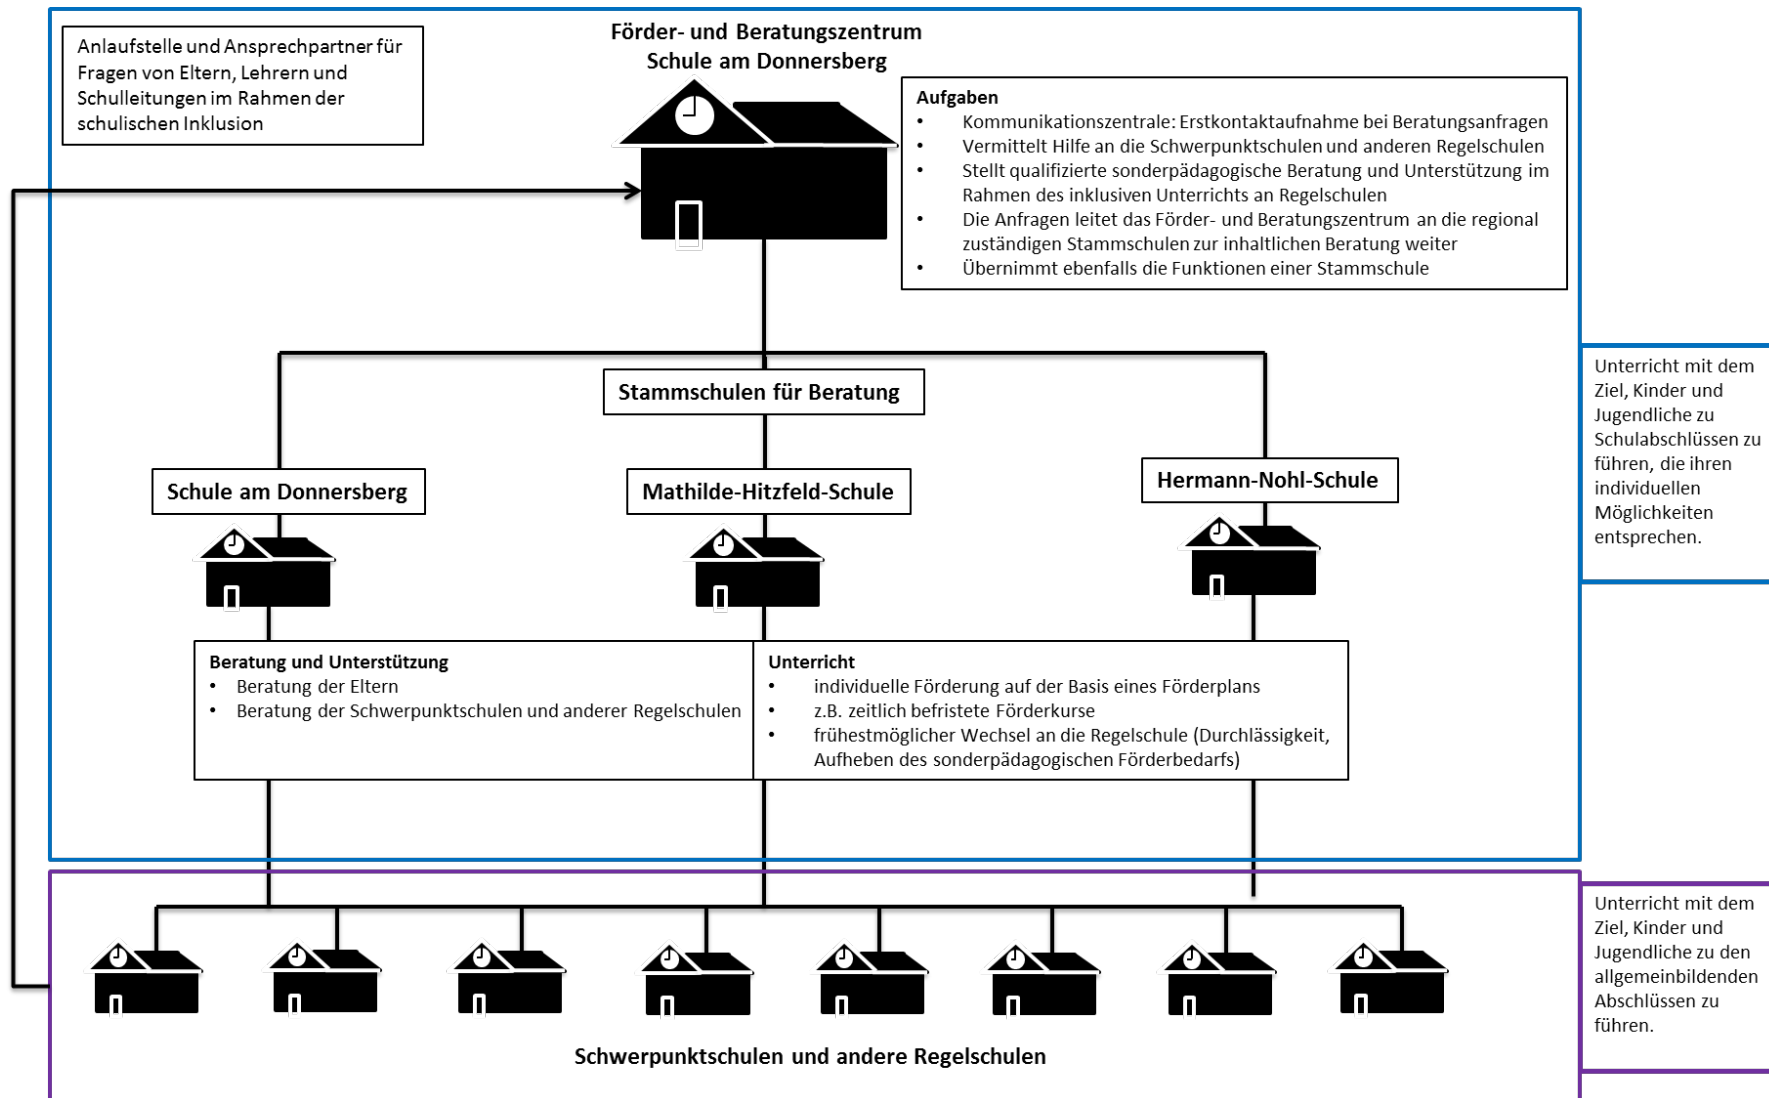 Förder- und Beratungszentrum
Schule am Donnersberg
Anlaufstelle und Ansprechpartner für
Fragen von Eltern, Lehrern und
Schulleitungen im Rahmen der
schulischen Inklusion
Aufgaben
• Kommunikationszentrale: Erstkontaktaufnahme bei Beratungsanfragen
• Vermittelt Hilfe an die Schwerpunktschulen und anderen Regelschulen
• Stellt qualifizierte sonderpädagogische Beratung und Unterstützung im
Rahmen des inklusiven Unterrichts an Regelschulen
• Die Anfragen leitet das Förder- und Beratungszentrum an die regional
zuständigen Stammschulen zur inhaltlichen Beratung weiter
• Übernimmt ebenfalls die Funktionen einer Stammschule
Stammschulen für Beratung
Schule am Donnersberg
Mathilde-Hitzfeld-Schule
Hermann-Nohl-Schule
Unterricht mit dem
Ziel, Kinder und
Jugendliche zu
Schulabschlüssen zu
führen, die ihren
individuellen
Möglichkeiten
entsprechen.
Beratung und Unterstützung
• Beratung der Eltern
• Beratung der Schwerpunktschulen und anderer Regelschulen
Unterricht
• individuelle Förderung auf der Basis eines Förderplans
• z.B. zeitlich befristete Förderkurse
• frühestmöglicher Wechsel an die Regelschule (Durchlässigkeit,
Aufheben des sonderpädagogischen Förderbedarfs)
Unterricht mit dem
Ziel, Kinder und
Jugendliche zu den
allgemeinbildenden
Abschlüssen zu
führen.
Schwerpunktschulen und andere Regelschulen